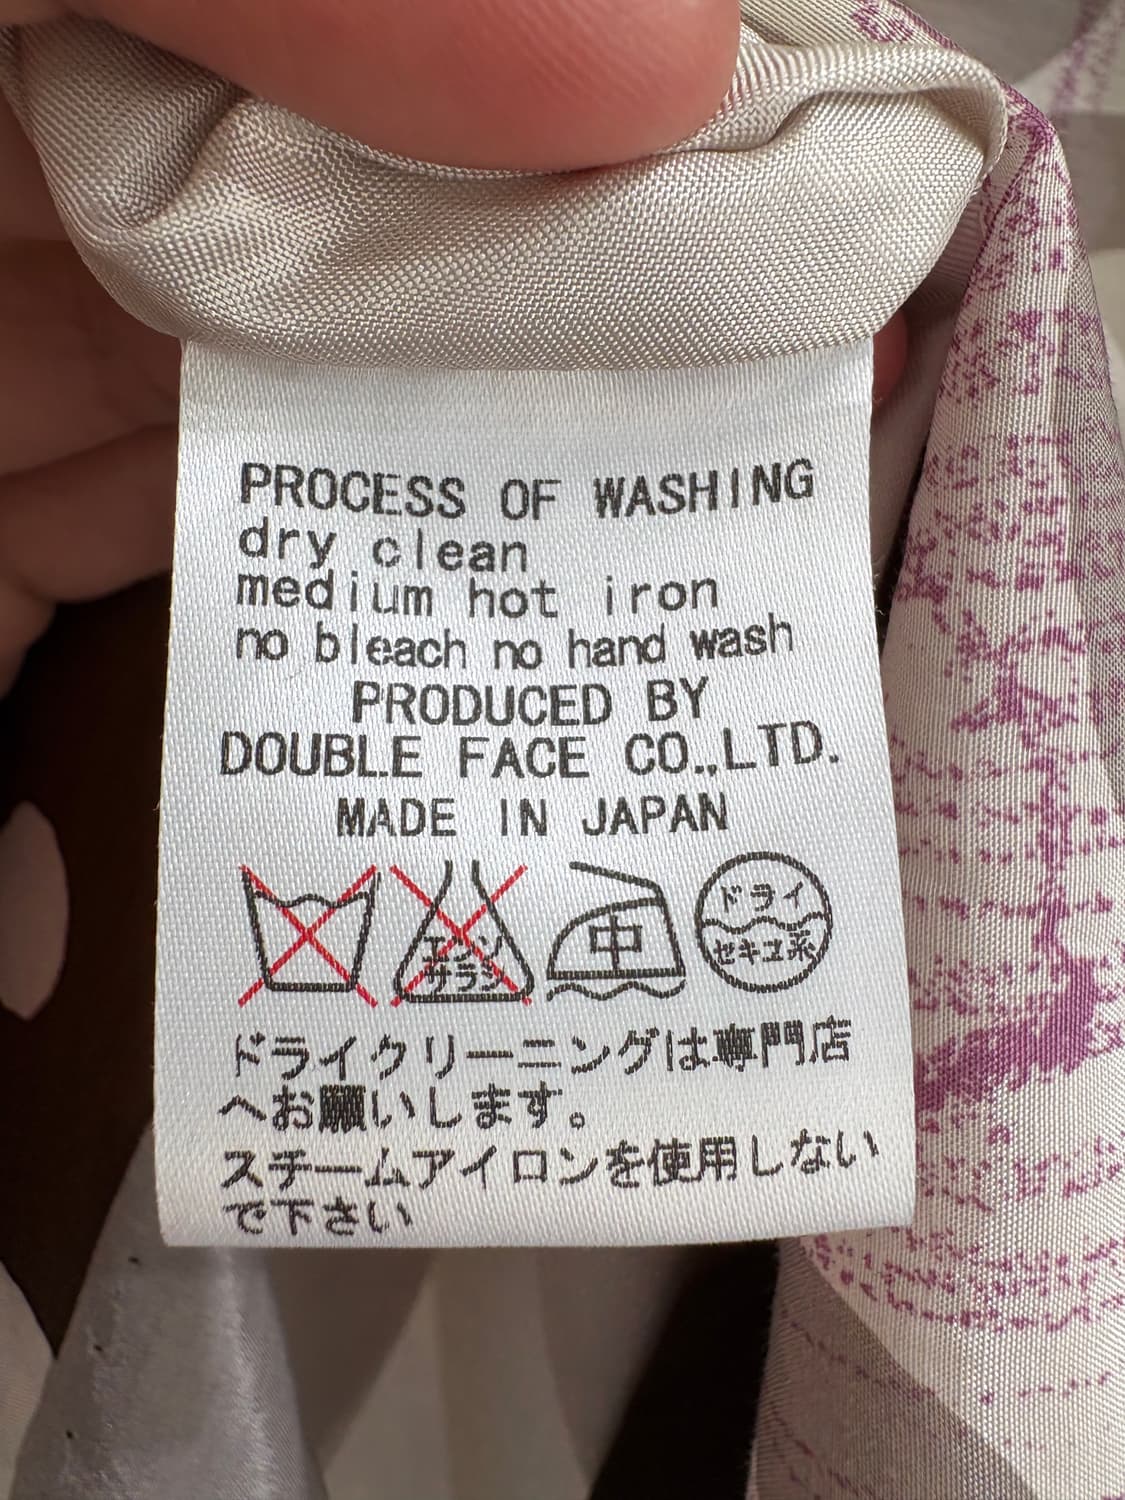 PROCESS OF WASHING
dry clean
medium hot iron
no bleach no hand wash
PRODUCED BY
DOUBLE FACE CO.,LTD.
MADE IN JAPAN
エンソ
サラシ
中
ドライ
セキユ系
ドライクリーニングは専門店
へお願いします。
スチームアイロンを使用しない
で下さい